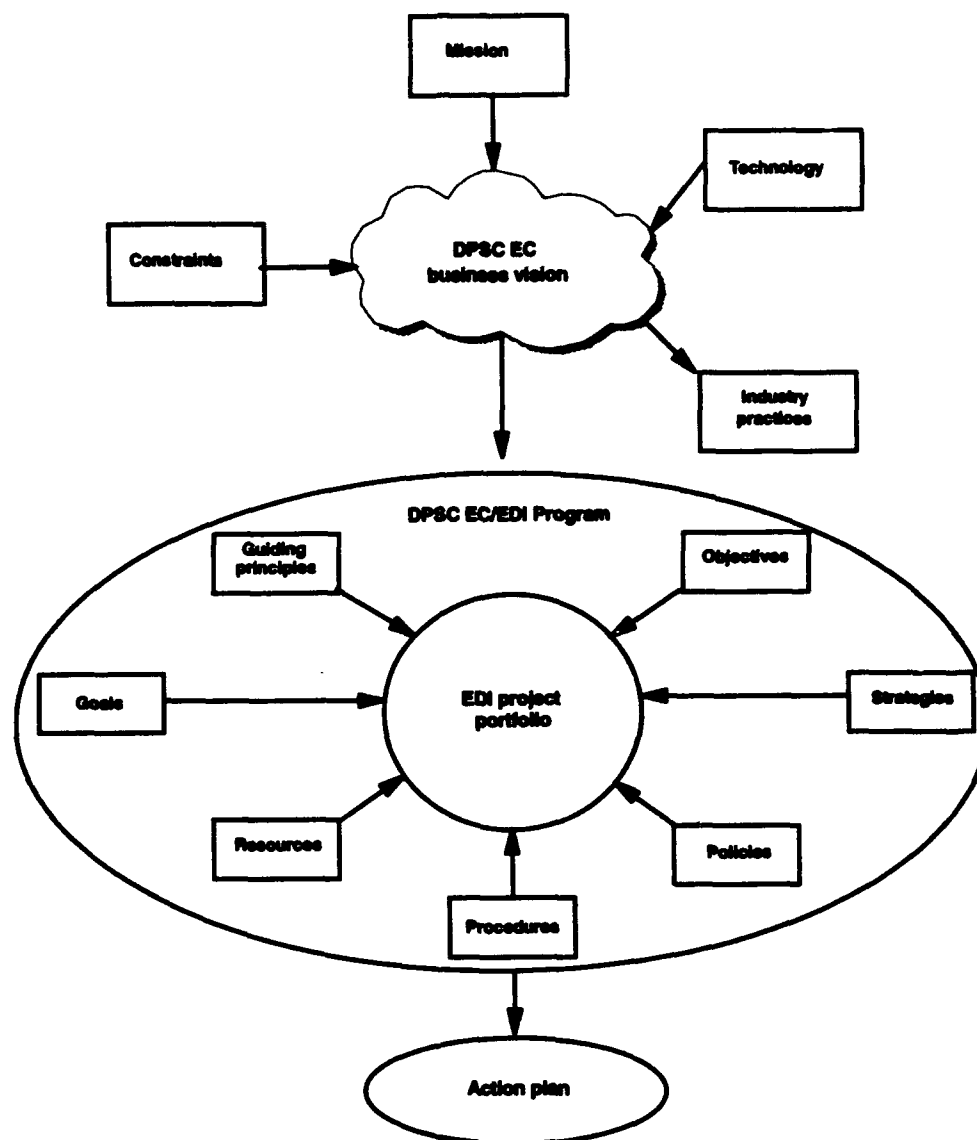 Mission
Technology
Constraints
DPSC EC
business vision
Industry
practices
DPSC EC/EDI Program
Guiding
principles
Objectives
Goals
EDI project
portfolio
Strategies
Resources
Policies
Procedures
Action plan